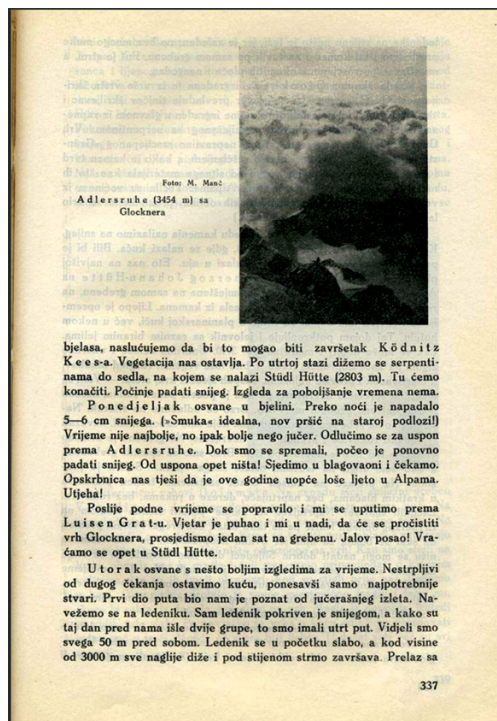 Foto: M. Manč
Adlersruhe (3454 m) sa
Glocknera
bjelasa, naslućujemo da bi to mogao biti završetak Ködnitz
Kees-a. Vegetacija nas ostavlja. Po utrtoj stazi dižemo se serpenti-
nama do sedla, na kojem se nalazi Stüdl Hütte (2803 m). Tu ćemo
konačiti. Počinje padati snijeg. Izgleda za poboljšanje vremena nema.
Ponedjeljak osvane u bjelini. Preko noći je napadalo
5—6 cm snijega. (»Smuka« idealna, nov pršić na staroj podlozi!)
Vrijeme nije najbolje, no ipak bolje nego jučer. Odlučimo se za uspon
prema Adlersruhe. Dok smo se spremali, počeo je ponovno
padati snijeg. Od uspona opet ništa! Sjedimo u blagovaoni i čekamo.
Opskrbnica nas tješi da je ove godine uopće loše ljeto u Alpama.
Utjeha!
Poslije podne vrijeme se popravilo i mi se uputimo prema
Luisen Grat-u. Vjetar je puhao i mi u nadi, da će se pročistiti
vrh Glocknera, prosjedismo jedan sat na grebenu. Jalov posao! Vra-
ćamo se opet u Stüdl Hütte.
Utorak osvane s nešto boljim izgledima za vrijeme. Nestrpljivi
od dugog čekanja ostavimo kuću, ponesavši samo najpotrebnije
stvari. Prvi dio puta bio nam je poznat od jučerašnjeg izleta. Na-
vežemo se na ledeniku. Sam ledenik pokriven je snijegom, a kako su
taj dan pred nama išle dvije grupe, to smo imali utrt put. Vidjeli smo
svega 50 m pred sobom. Ledenik se u početku slabo, a kod visine
od 3000 m sve naglije diže i pod stijenom strmo završava. Prelaz sa
337